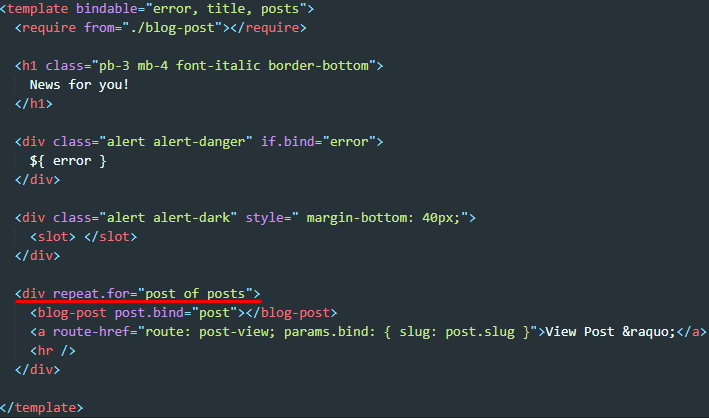 <template bindable="error, title, posts">
<require from="./blog-post"></require>
<h1 class="pb-3 mb-4 font-italic border-bottom">
News for you!
</h1>
<div class="alert alert-danger" if.bind="error">
${ error }
</div>
<div class="alert alert-dark" style=" margin-bottom: 40px;">
<slot> </slot>
</div>
<div repeat.for="post of posts">
<blog-post post.bind="post"></blog-post>
<a route-href="route: post-view; params.bind: { slug: post.slug }">View Post &raquo;</a>
<hr />
</div>
</template>